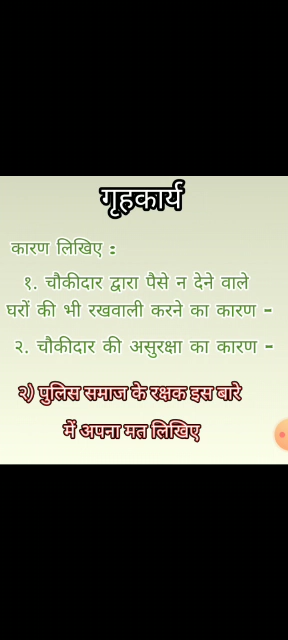 गृहकार्य
कारण लिखिए :
१. चौकीदार द्वारा पैसे न देने वाले
घरों की भी रखवाली करने का कारण -
२. चौकीदार की असुरक्षा का कारण -
२) पुलिस समाज के रक्षक इस बारे
में अपना मत लिखिए